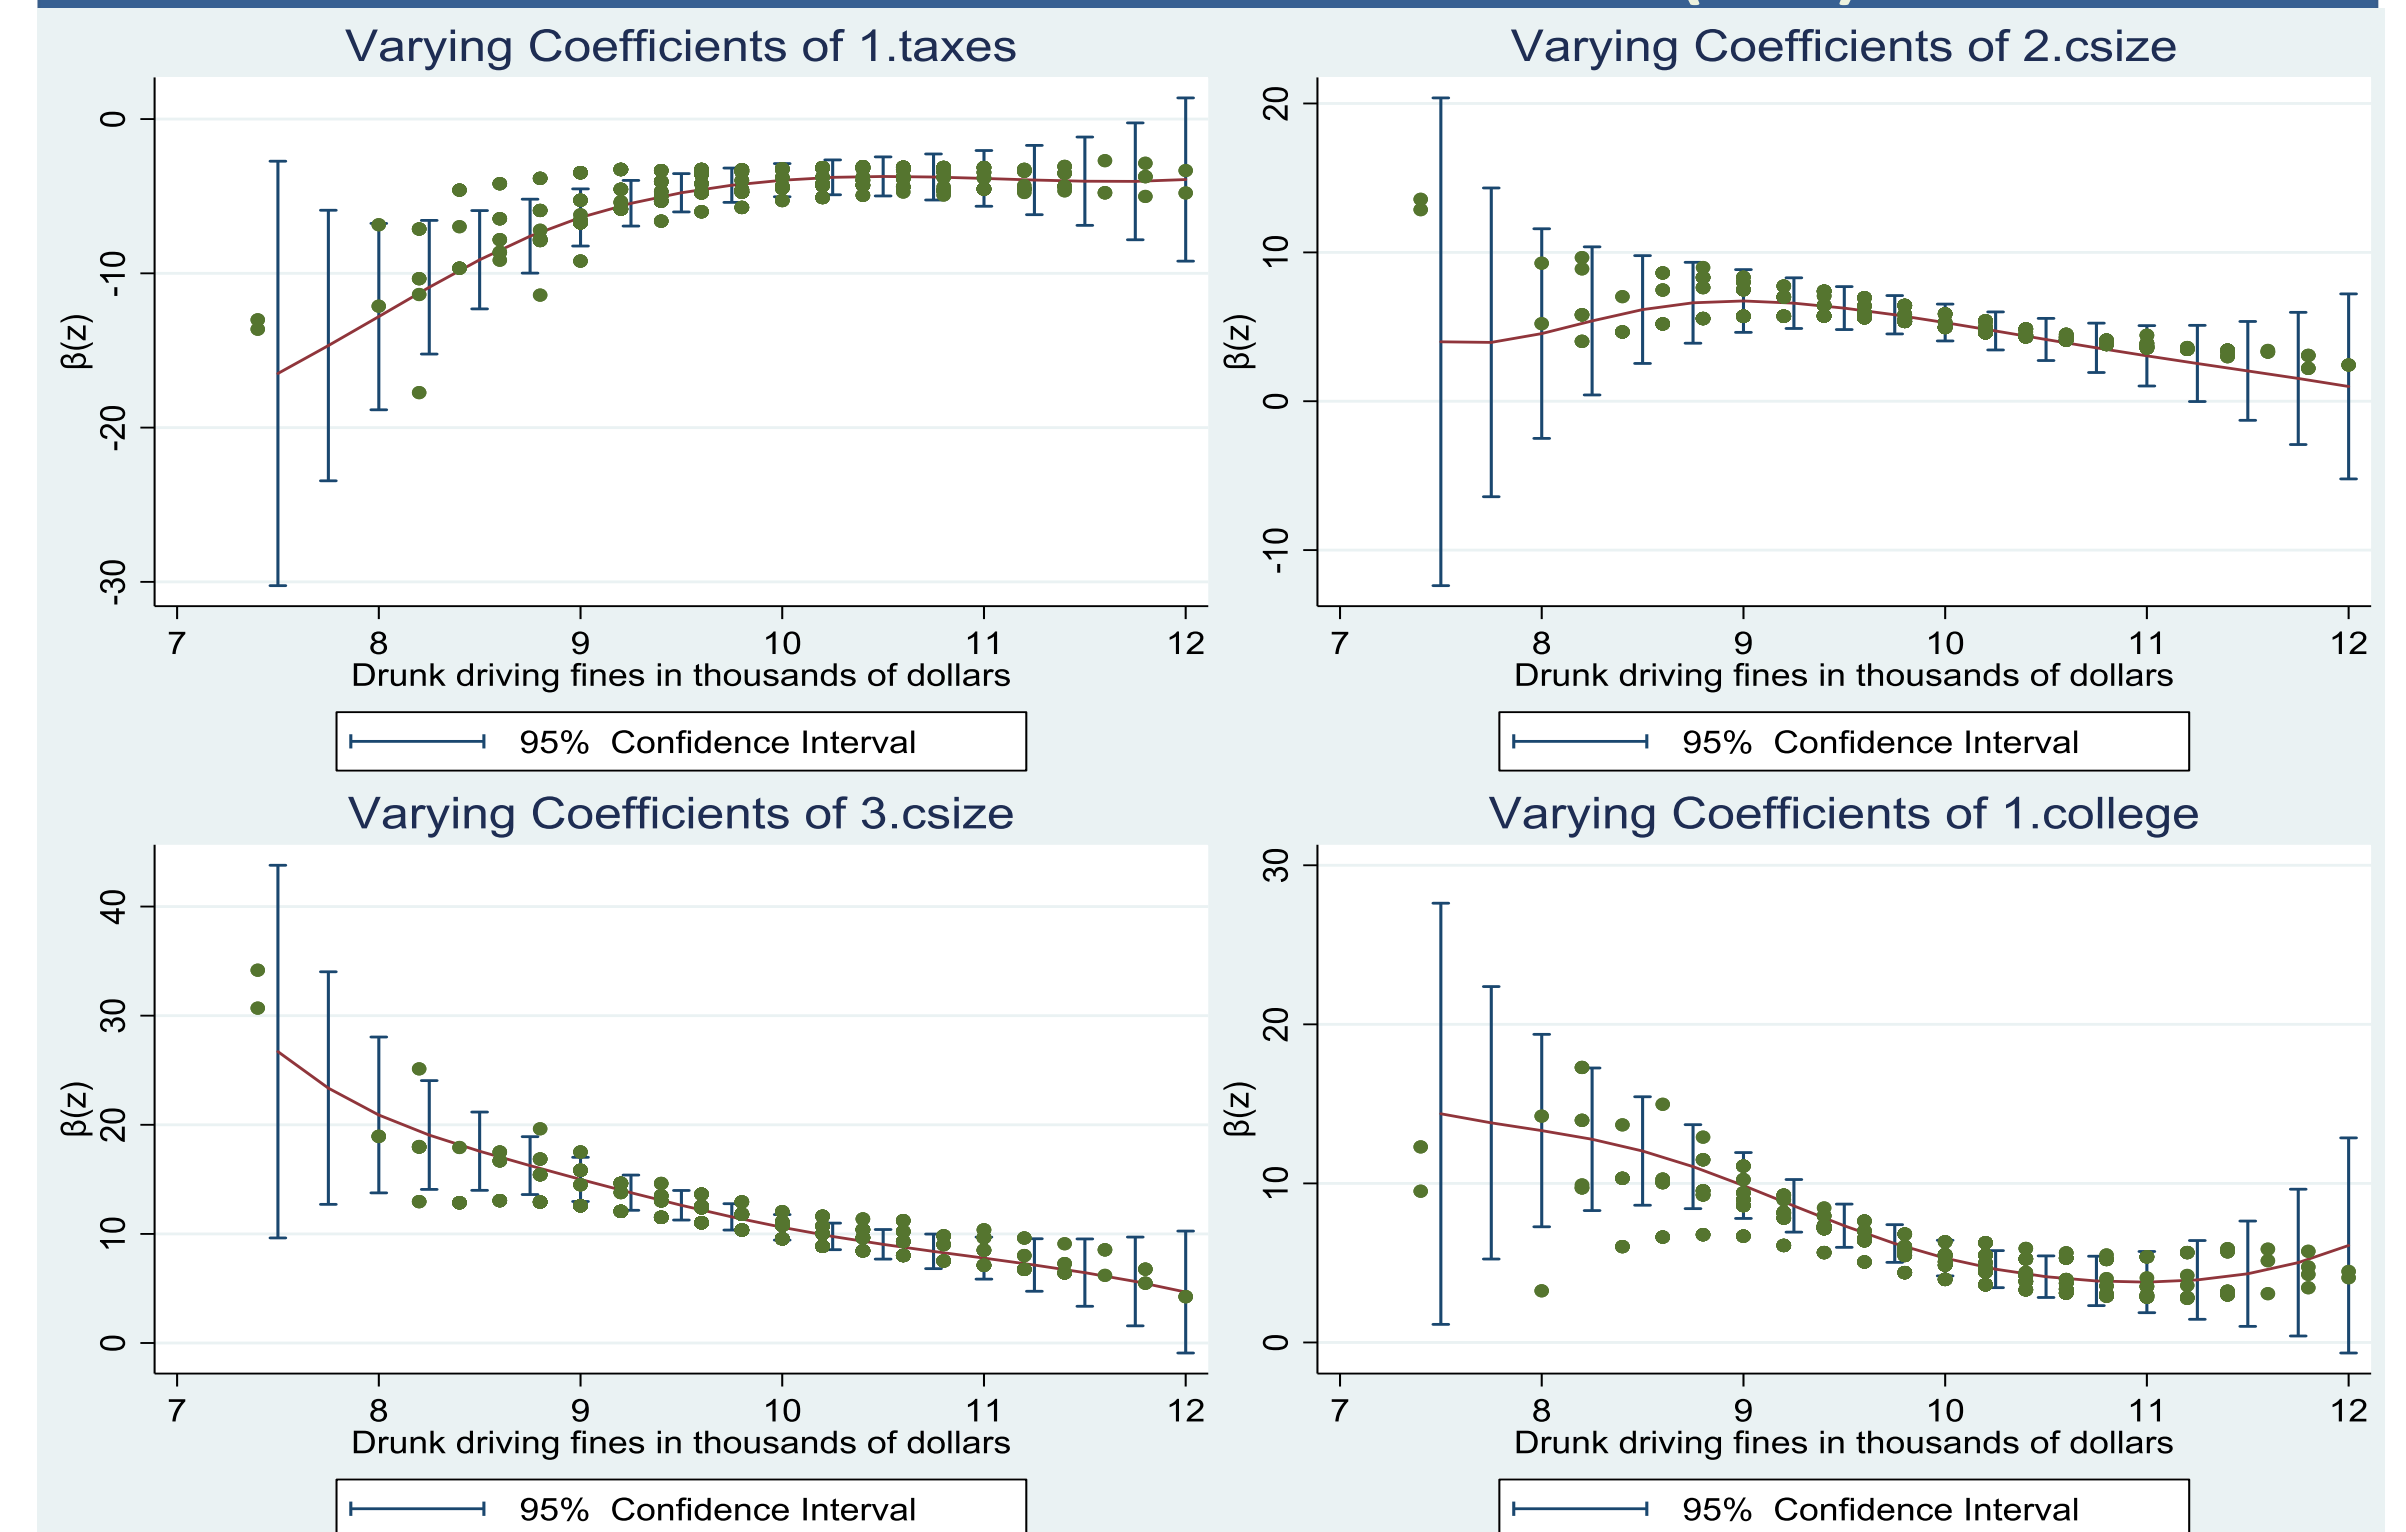 Varying Coefficients of 1.taxes
0
-10
-20
-30
β(z)
7 8 9 10 11 12
Drunk driving fines in thousands of dollars
95% Confidence Interval
Varying Coefficients of 2.csize
20
10
0
-10
β(z)
7 8 9 10 11 12
Drunk driving fines in thousands of dollars
95% Confidence Interval
Varying Coefficients of 3.csize
40
30
20
10
0
β(z)
7 8 9 10 11 12
Drunk driving fines in thousands of dollars
95% Confidence Interval
Varying Coefficients of 1.college
30
20
10
0
β(z)
7 8 9 10 11 12
Drunk driving fines in thousands of dollars
95% Confidence Interval